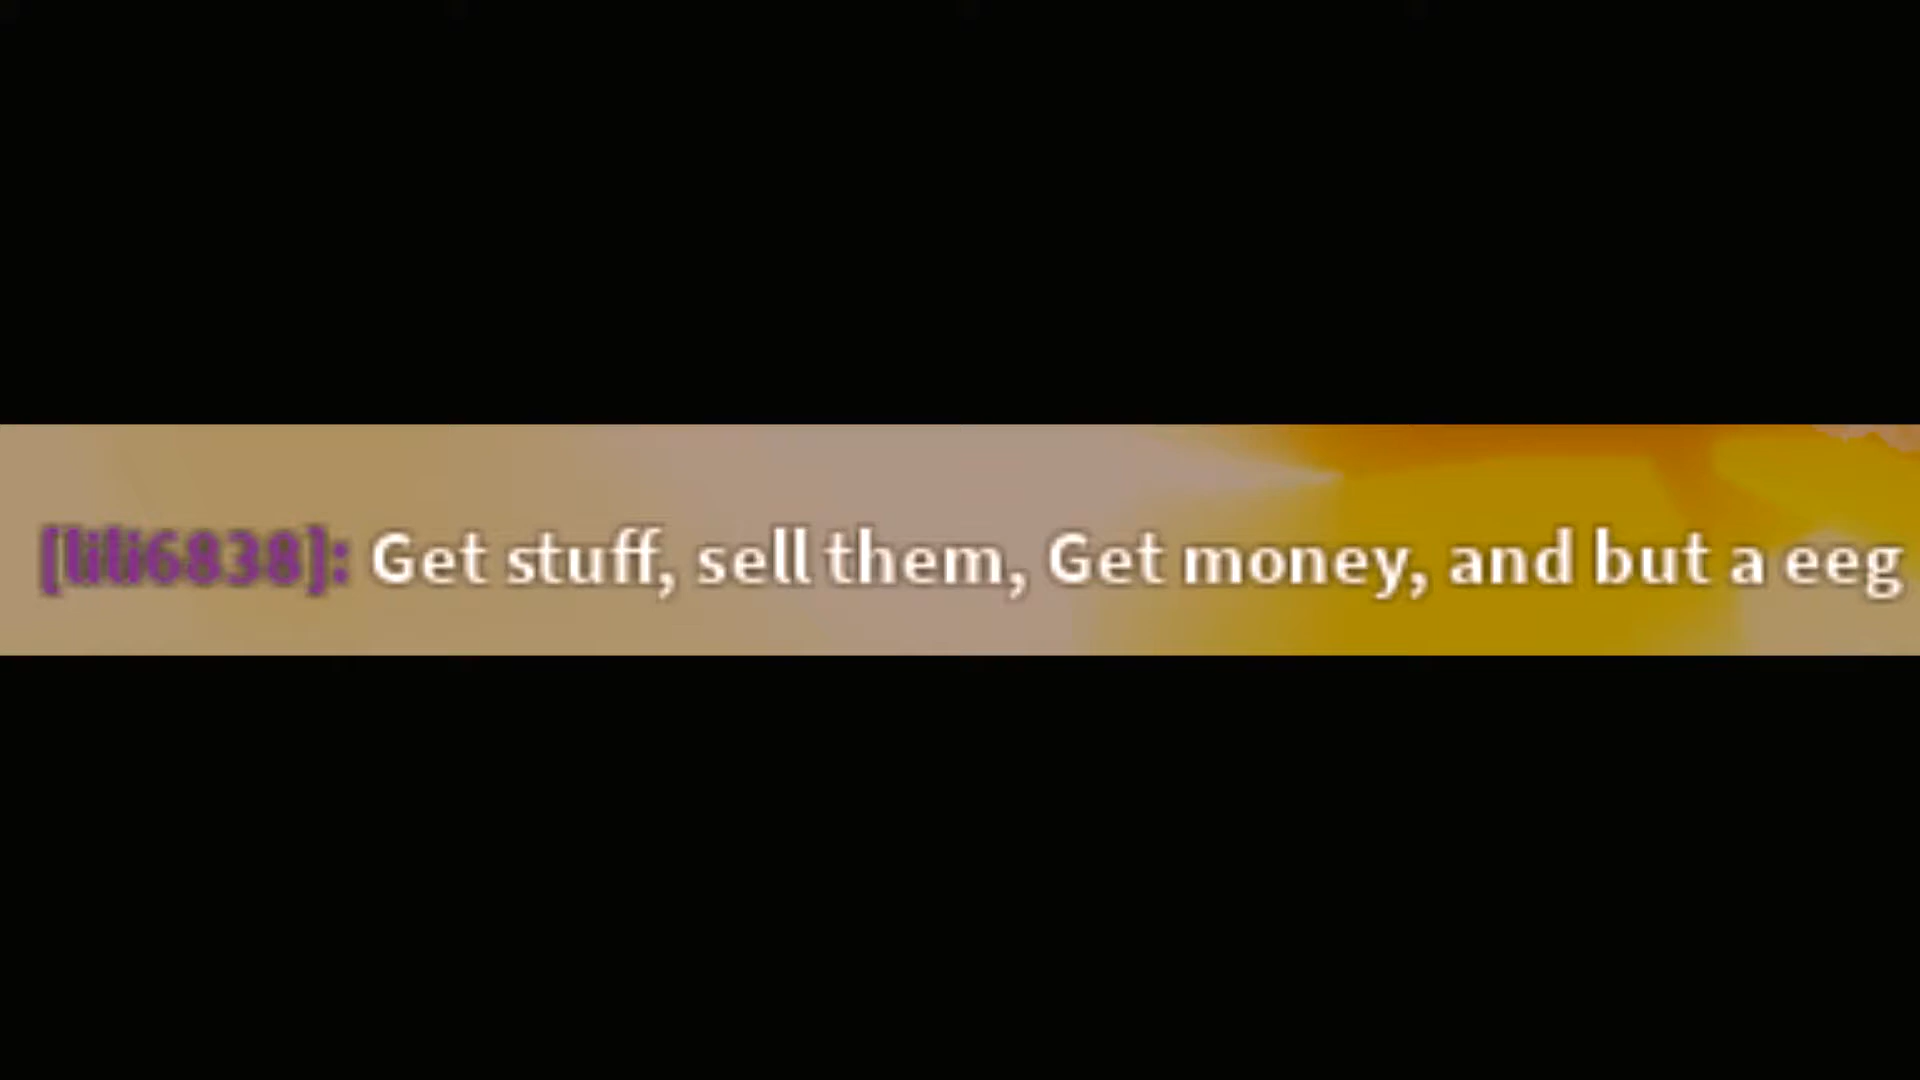 [lili6838]: Get stuff, sell them, Get money, and but a eeg